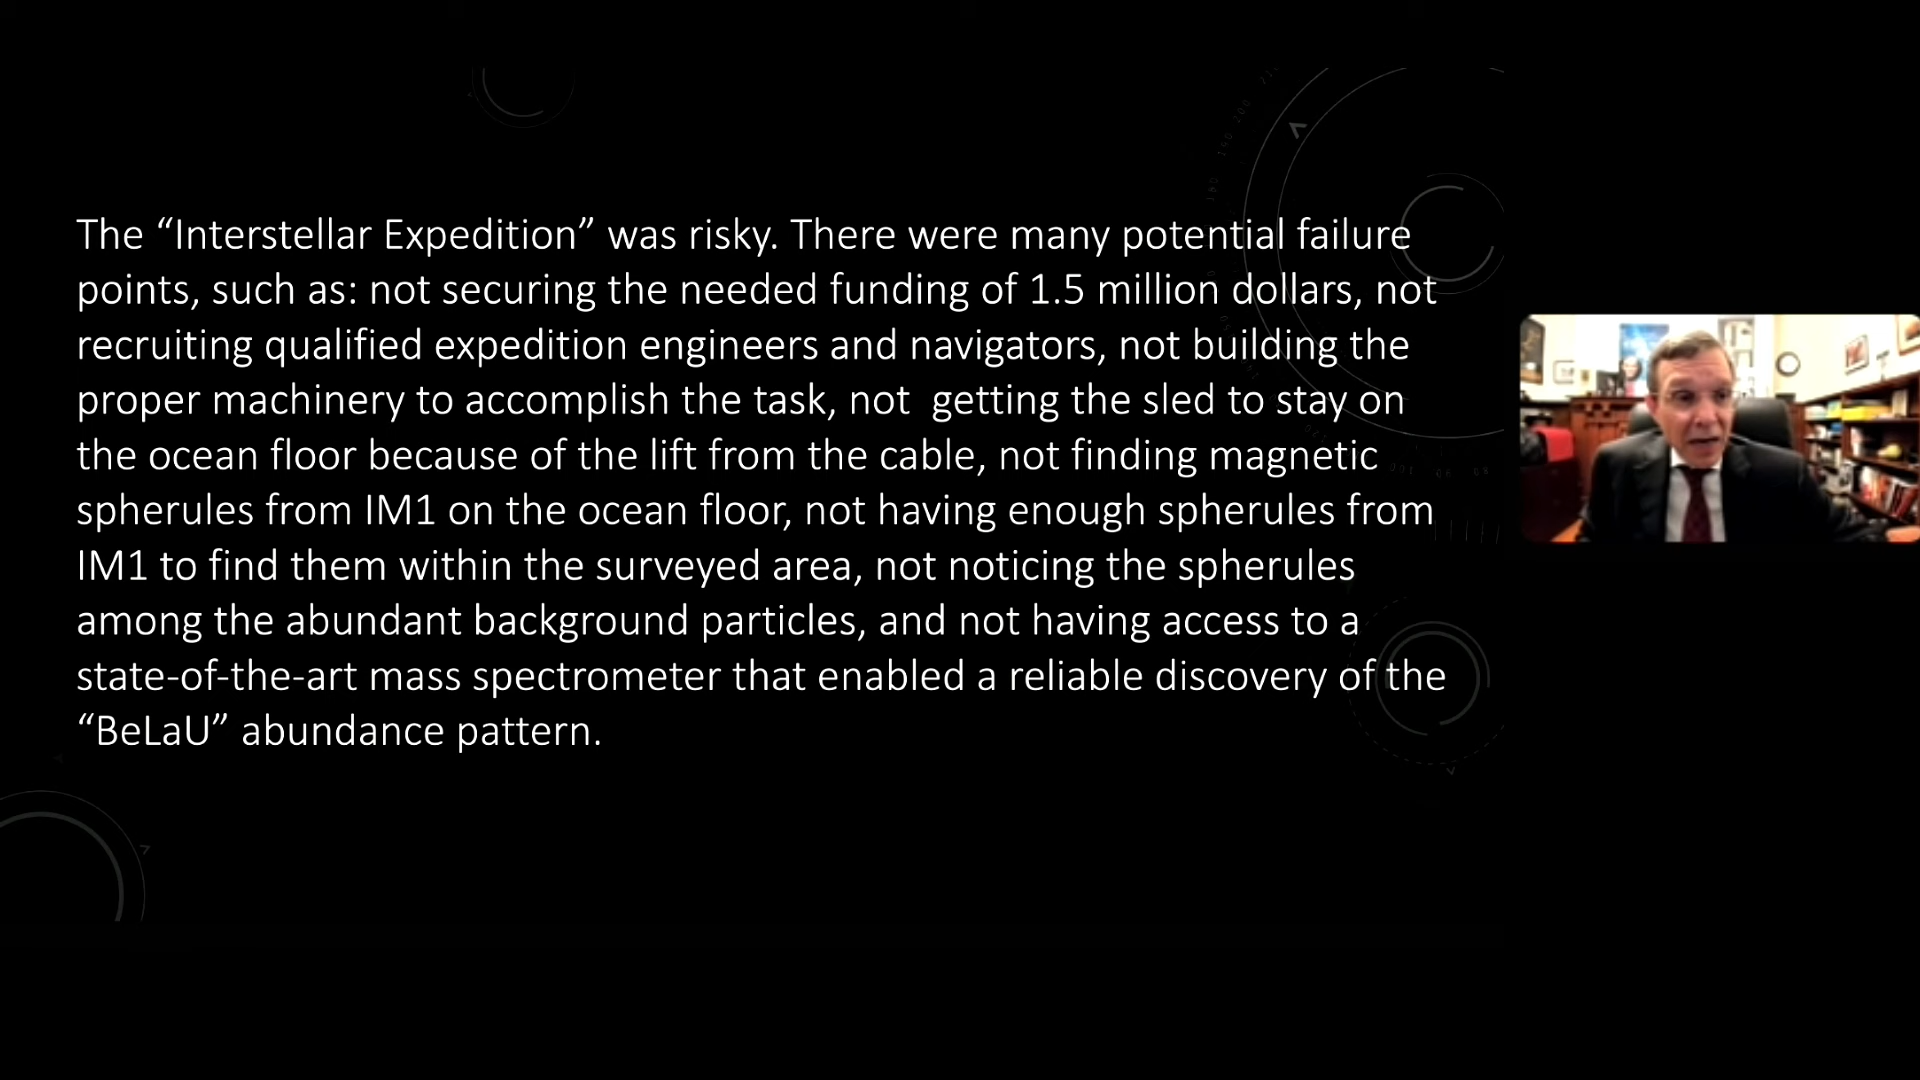 The “Interstellar Expedition” was risky. There were many potential failure
points, such as: not securing the needed funding of 1.5 million dollars, not
recruiting qualified expedition engineers and navigators, not building the
proper machinery to accomplish the task, not  getting the sled to stay on
the ocean floor because of the lift from the cable, not finding magnetic
spherules from IM1 on the ocean floor, not having enough spherules from
IM1 to find them within the surveyed area, not noticing the spherules
among the abundant background particles, and not having access to a
state-of-the-art mass spectrometer that enabled a reliable discovery of the
“BeLaU” abundance pattern.